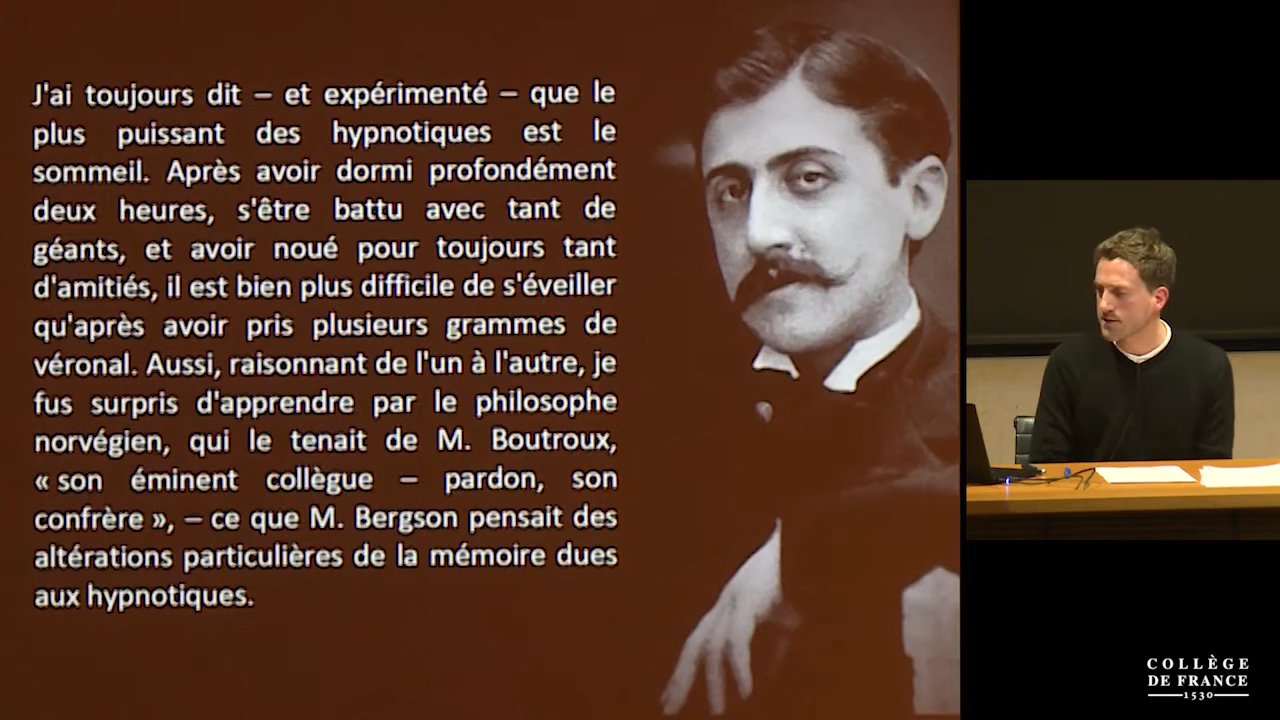 J'ai toujours dit – et expérimenté – que le
plus puissant des hypnotiques est le
sommeil. Après avoir dormi profondément
deux heures, s'être battu avec tant de
géants, et avoir noué pour toujours tant
d'amitiés, il est bien plus difficile de s'éveiller
qu'après avoir pris plusieurs grammes de
véronal. Aussi, raisonnant de l'un à l'autre, je
fus surpris d'apprendre par le philosophe
norvégien, qui le tenait de M. Boutroux,
« son éminent collègue – pardon, son
confrère », – ce que M. Bergson pensait des
altérations particulières de la mémoire dues
aux hypnotiques.
COLLÈGE
DE FRANCE
1530